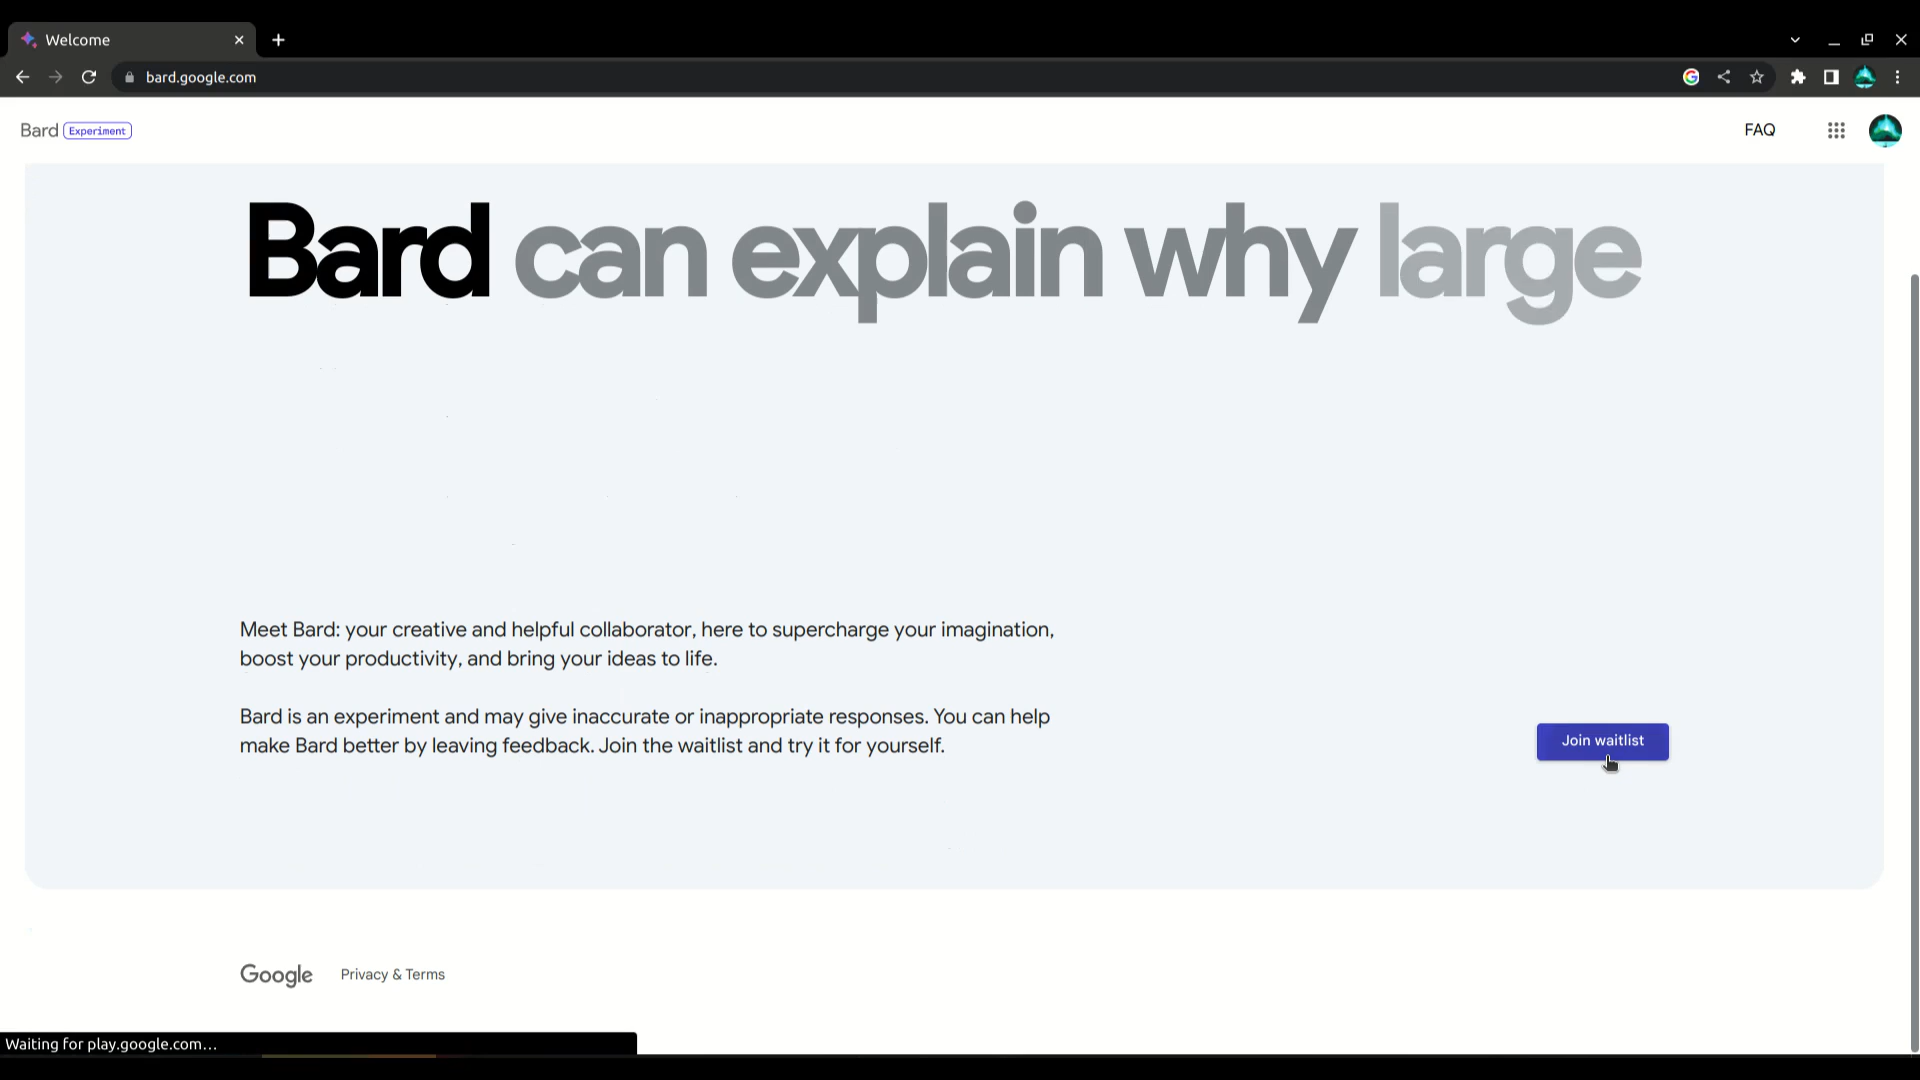 Welcome
bard.google.com
Bard Experiment
FAQ
Bard can explain why large
Meet Bard: your creative and helpful collaborator, here to supercharge your imagination,
boost your productivity, and bring your ideas to life.
Bard is an experiment and may give inaccurate or inappropriate responses. You can help
make Bard better by leaving feedback. Join the waitlist and try it for yourself.
Join waitlist
Google Privacy & Terms
Waiting for play.google.com…